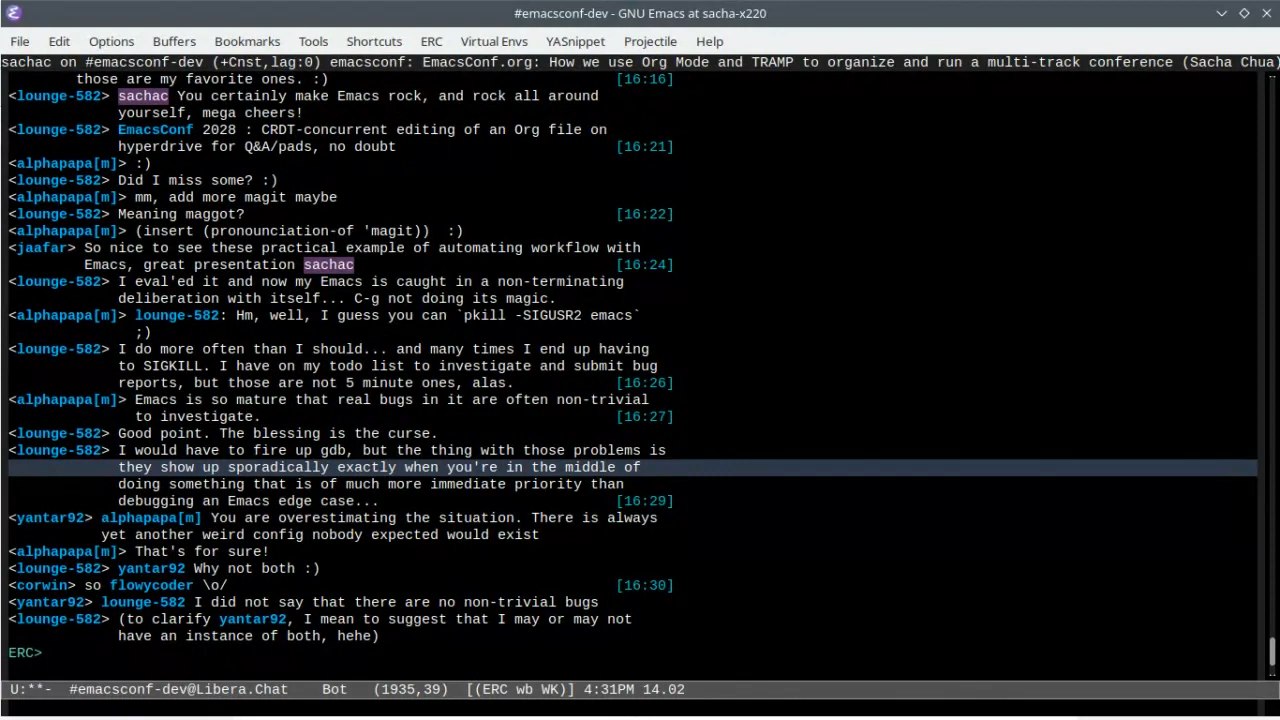 #emacsconf-dev - GNU Emacs at sacha-x220
File Edit Options Buffers Bookmarks Tools Shortcuts ERC Virtual Envs YASnippet Projectile Help
sachac on #emacsconf-dev (+Cnst,lag:0) emacsconf: EmacsConf.org: How we use Org Mode and TRAMP to organize and run a multi-track conference (Sacha Chua)
those are my favorite ones. :) [16:16]
<lounge-582> sachac You certainly make Emacs rock, and rock all around
yourself, mega cheers!
<lounge-582> EmacsConf 2028 : CRDT-concurrent editing of an Org file on
hyperdrive for Q&A/pads, no doubt [16:21]
<alphapapa[m]> :)
<lounge-582> Did I miss some? :)
<alphapapa[m]> mm, add more magit maybe
<lounge-582> Meaning maggot? [16:22]
<alphapapa[m]> (insert (pronounciation-of 'magit))  :)
<jaafar> So nice to see these practical example of automating workflow with
Emacs, great presentation sachac [16:24]
<lounge-582> I eval'ed it and now my Emacs is caught in a non-terminating
deliberation with itself... C-g not doing its magic.
<alphapapa[m]> lounge-582: Hm, well, I guess you can `pkill -SIGUSR2 emacs`
;)
<lounge-582> I do more often than I should... and many times I end up having
to SIGKILL. I have on my todo list to investigate and submit bug
reports, but those are not 5 minute ones, alas. [16:26]
<alphapapa[m]> Emacs is so mature that real bugs in it are often non-trivial
to investigate. [16:27]
<lounge-582> Good point. The blessing is the curse.
<lounge-582> I would have to fire up gdb, but the thing with those problems is
they show up sporadically exactly when you're in the middle of
doing something that is of much more immediate priority than
debugging an Emacs edge case... [16:29]
<yantar92> alphapapa[m] You are overestimating the situation. There is always
yet another weird config nobody expected would exist
<alphapapa[m]> That's for sure!
<lounge-582> yantar92 Why not both :)
<corwin> so flowycoder \o/ [16:30]
<yantar92> lounge-582 I did not say that there are no non-trivial bugs
<lounge-582> (to clarify yantar92, I mean to suggest that I may or may not
have an instance of both, hehe)
ERC>
U:**-  #emacsconf-dev@Libera.Chat    Bot   (1935,39)  [(ERC wb WK)] 4:31PM 14.02